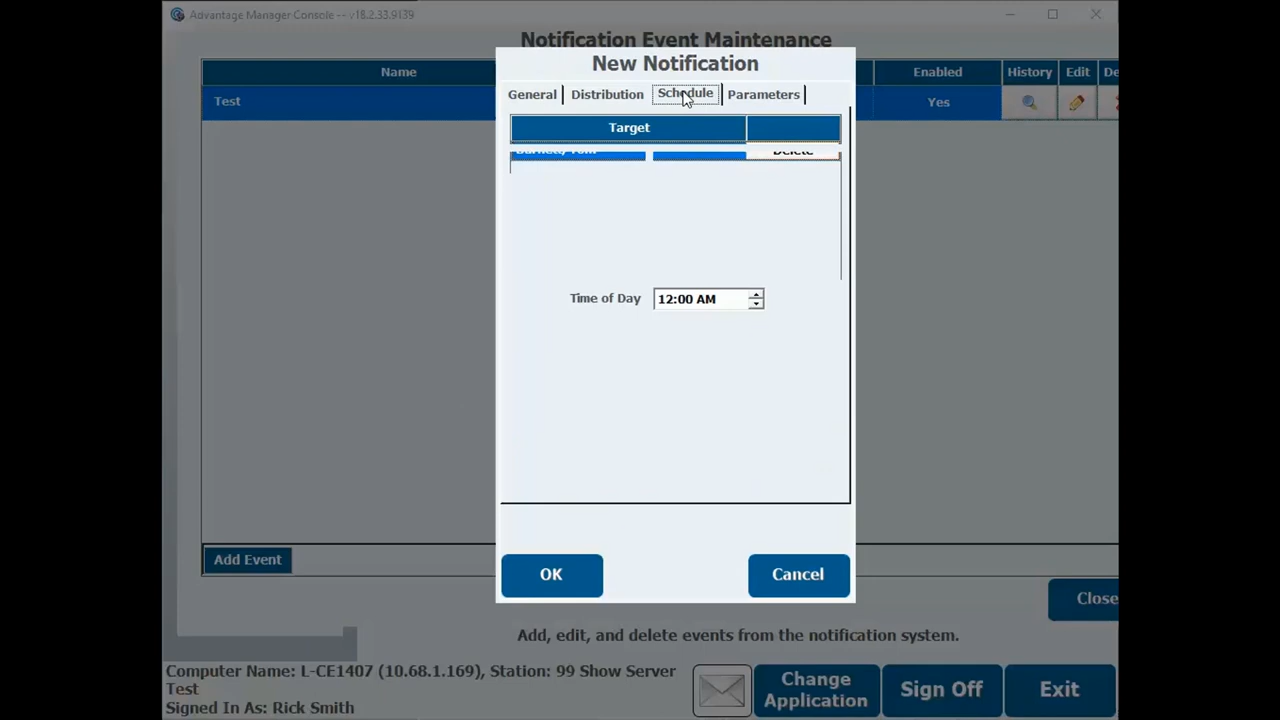 Advantage Manager Console -- v18.2.33.9139
Notification Event Maintenance
Name
Enabled
History
Edit
De
Test
Yes
New Notification
General
Distribution
Schedule
Parameters
Target
Delete
Time of Day
12:00 AM
OK
Cancel
Add Event
Close
Add, edit, and delete events from the notification system.
Computer Name: L-CE1407 (10.68.1.169), Station: 99 Show Server
Test
Signed In As: Rick Smith
Change
Application
Sign Off
Exit